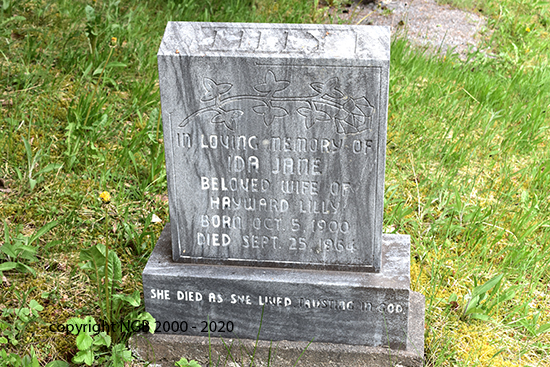 LILLY
IN LOVING MEMORY OF
IDA JANE
BELOVED WIFE OF
HAYWARD LILLY
BORN OCT. 5, 1900
DIED SEPT. 25, 1964
SHE DIED AS SHE LIVED TRUSTING IN GOD.
copyright NGB 2000 - 2020